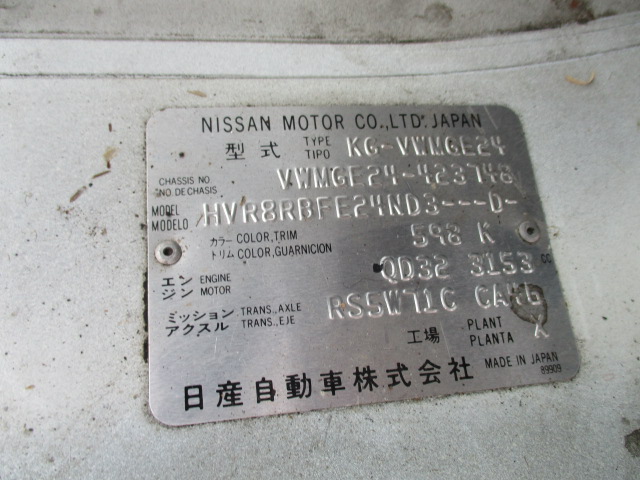 NISSAN MOTOR CO.,LTD. JAPAN
型式 TYPE TIPO KG-VWMGE24
CHASSIS NO NO.DE CHASIS VWMGE24-423748
MODEL MODELO HVR8RBFE24ND3---D-
カラー COLOR,TRIM トリム COLOR,GUARNICION 598 K
エンジン ENGINE MOTOR QD32 3153 CC
ミッション TRANS.,AXLE アクスル TRANS.,EJE RS5W71C CA46
工場 PLANT PLANTA X
日産自動車株式会社 MADE IN JAPAN
89909